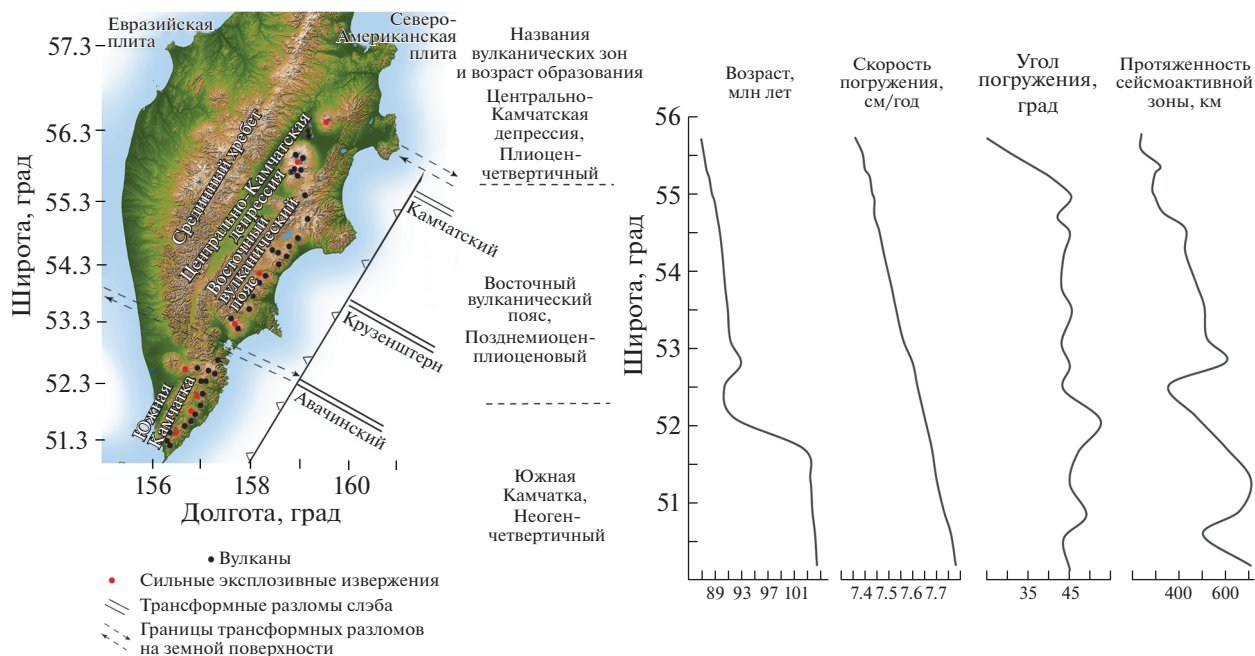 Евразийская
плита
Северо-
Американская
плита
57.3
56.3
55.3
54.3
53.3
52.3
51.3
Широта, град
156
158
160
Долгота, град
Срединный хребет
Центрально-Камчатская
депрессия
Восточный
вулканический
пояс
Южная
Камчатка
Камчатский
Крузенштерн
Авачинский
Вулканы
Сильные эксплозивные извержения
Трансформные разломы слэба
Границы трансформных разломов
на земной поверхности
Названия
вулканических зон
и возраст образования
Центрально-
Камчатская
депрессия,
Плиоцен-
четвертичный
Восточный
вулканический
пояс,
Позднемиоцен-
плиоценовый
Южная
Камчатка,
Неоген-
четвертичный
Широта, град
56
55
54
53
52
51
Возраст,
млн лет
89 93 97 101
Скорость
погружения,
см/год
7.4 7.5 7.6 7.7
Угол
погружения,
град
35 45
Протяженность
сейсмоактивной
зоны, км
400 600